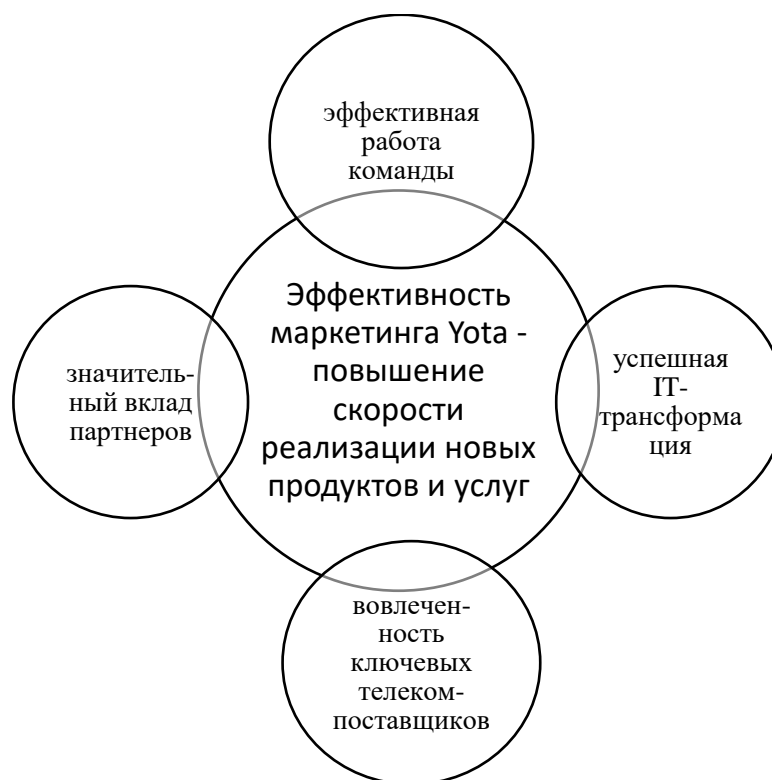 эффективная
работа
команды
Эффективность
маркетинга Yota -
повышение
скорости
реализации новых
продуктов и услуг
значитель-
ный вклад
партнеров
успешная
IT-
трансформа
ция
вовлечен-
ность
ключевых
телеком-
поставщиков